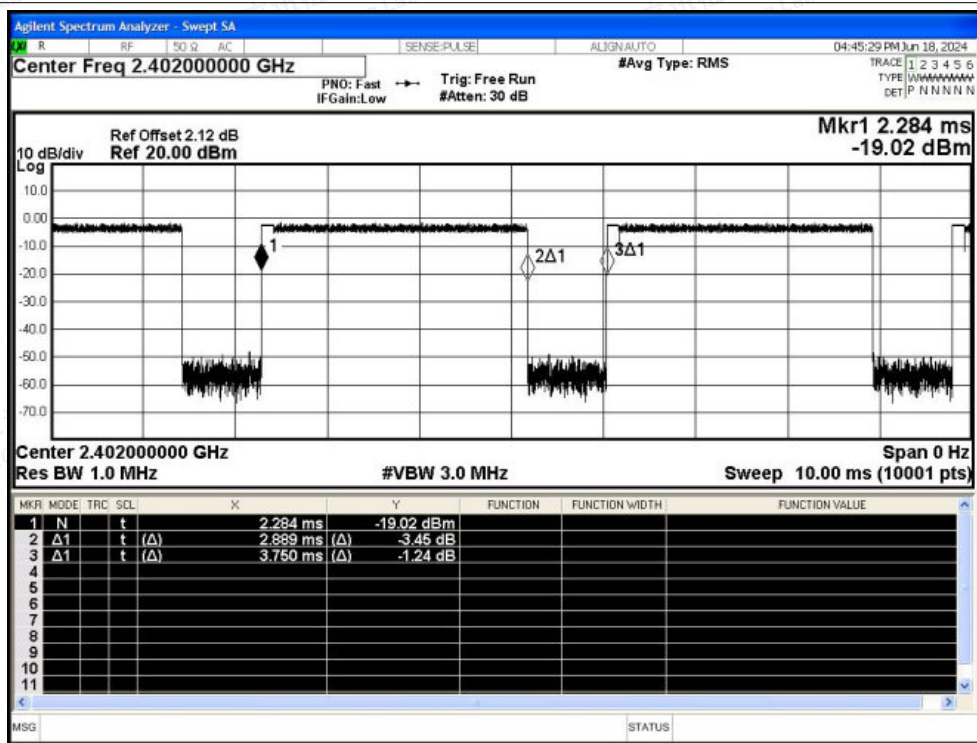 Agilent Spectrum Analyzer - Swept SA
LXI R RF 50 Ω AC SENSE:PULSE ALIGNAUTO 04:45:29 PM Jun 18, 2024
Center Freq 2.402000000 GHz #Avg Type: RMS TRACE 1 2 3 4 5 6
PNO: Fast Trig: Free Run TYPE WWWWWW
IFGain:Low #Atten: 30 dB DET P N N N N N
Mkr1 2.284 ms
Ref Offset 2.12 dB
10 dB/div Ref 20.00 dBm -19.02 dBm
Log
10.0
0.00
-10.0
1 2Δ1 3Δ1
-20.0
-30.0
-40.0
-50.0
-60.0
-70.0
Center 2.402000000 GHz Span 0 Hz
Res BW 1.0 MHz #VBW 3.0 MHz Sweep 10.00 ms (10001 pts)
MKR MODE TRC SCL X Y FUNCTION FUNCTION WIDTH FUNCTION VALUE
1 N t 2.284 ms -19.02 dBm
2 Δ1 t (Δ) 2.889 ms (Δ) -3.45 dB
3 Δ1 t (Δ) 3.750 ms (Δ) -1.24 dB
4
5
6
7
8
9
10
11
MSG STATUS